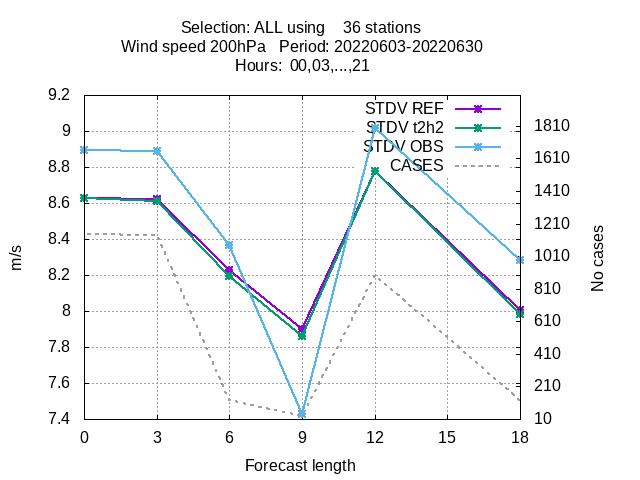 Selection: ALL using    36 stations
Wind speed 200hPa   Period: 20220603-20220630
Hours: 00,03,...,21
STDV REF
STDV t2h2
STDV OBS
CASES
9.2
9
8.8
8.6
8.4
8.2
8
7.8
7.6
7.4
m/s
1810
1610
1410
1210
1010
810
610
410
210
10
No cases
0 3 6 9 12 15 18
Forecast length